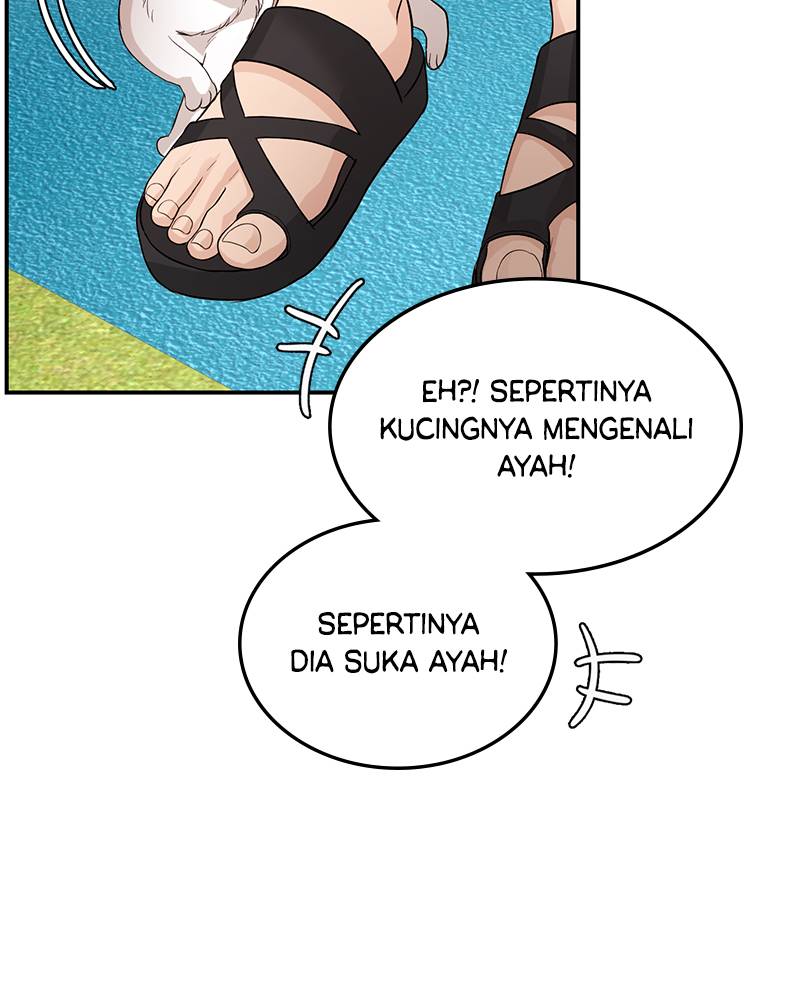 EH?! SEPERTINYA
KUCINGNYA MENGENALI
AYAH!
SEPERTINYA
DIA SUKA AYAH!